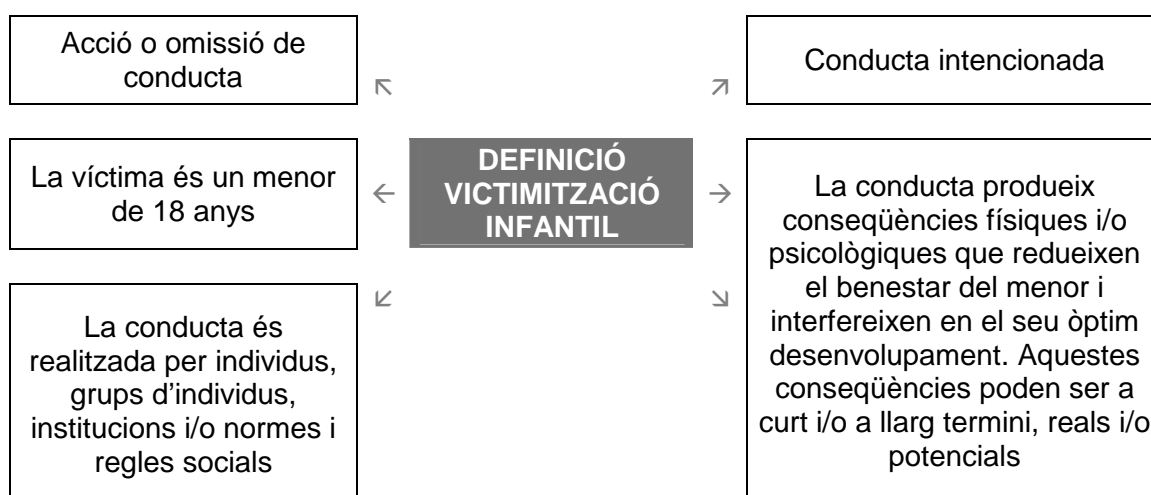 Acció o omissió de
conducta
Conducta intencionada
La víctima és un menor
de 18 anys
DEFINICIÓ
VICTIMITZACIÓ
INFANTIL
La conducta produeix
conseqüències físiques i/o
psicològiques que redueixen
el benestar del menor i
interfereixen en el seu òptim
desenvolupament. Aquestes
conseqüències poden ser a
curt i/o a llarg termini, reals i/o
potencials
La conducta és
realitzada per individus,
grups d’individus,
institucions i/o normes i
regles socials